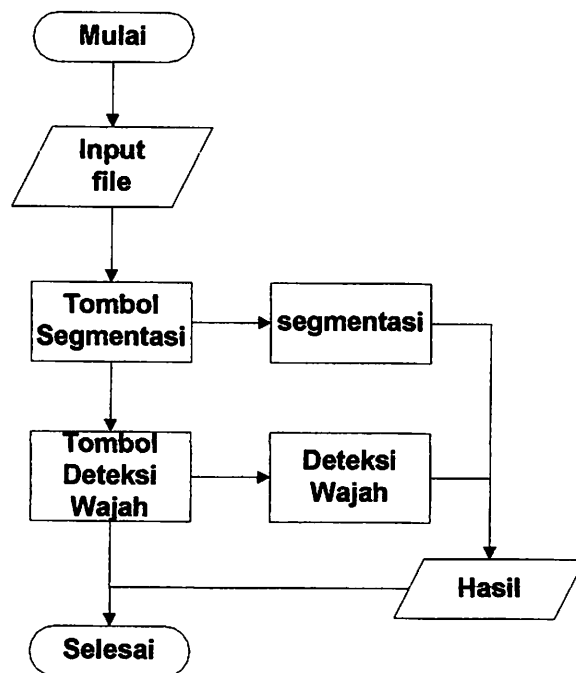 Mulai
Input
file
Tombol
Segmentasi
segmentasi
Tombol
Deteksi
Wajah
Deteksi
Wajah
Hasil
Selesai